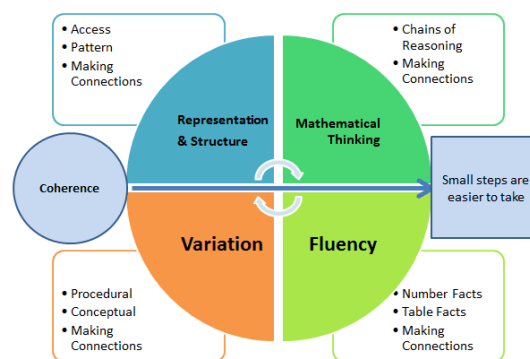 • Access
• Pattern
• Making
Connections
• Chains of
Reasoning
• Making
Connections
Representation
& Structure
Mathematical
Thinking
Coherence
Small steps are
easier to take
Variation
Fluency
• Procedural
• Conceptual
• Making
Connections
• Number Facts
• Table Facts
• Making
Connections